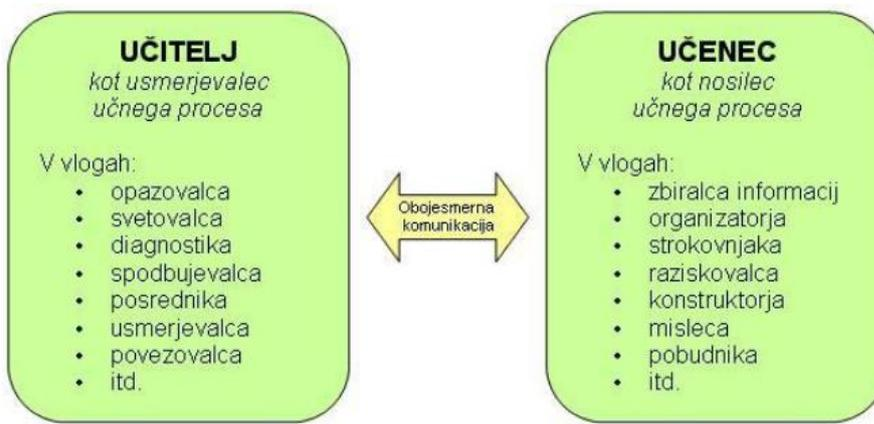 UČITELJ
kot usmerjevalec
učnega procesa
V vlogah:
• opazovalca
• svetovalca
• diagnostika
• spodbujevalca
• posrednika
• usmerjevalca
• povezovalca
• itd.
Obojesmerna
komunikacija
UČENEC
kot nosilec
učnega procesa
V vlogah:
• zbiralca informacij
• organizatorja
• strokovnjaka
• raziskovalca
• konstruktorja
• misleca
• pobudnika
• itd.